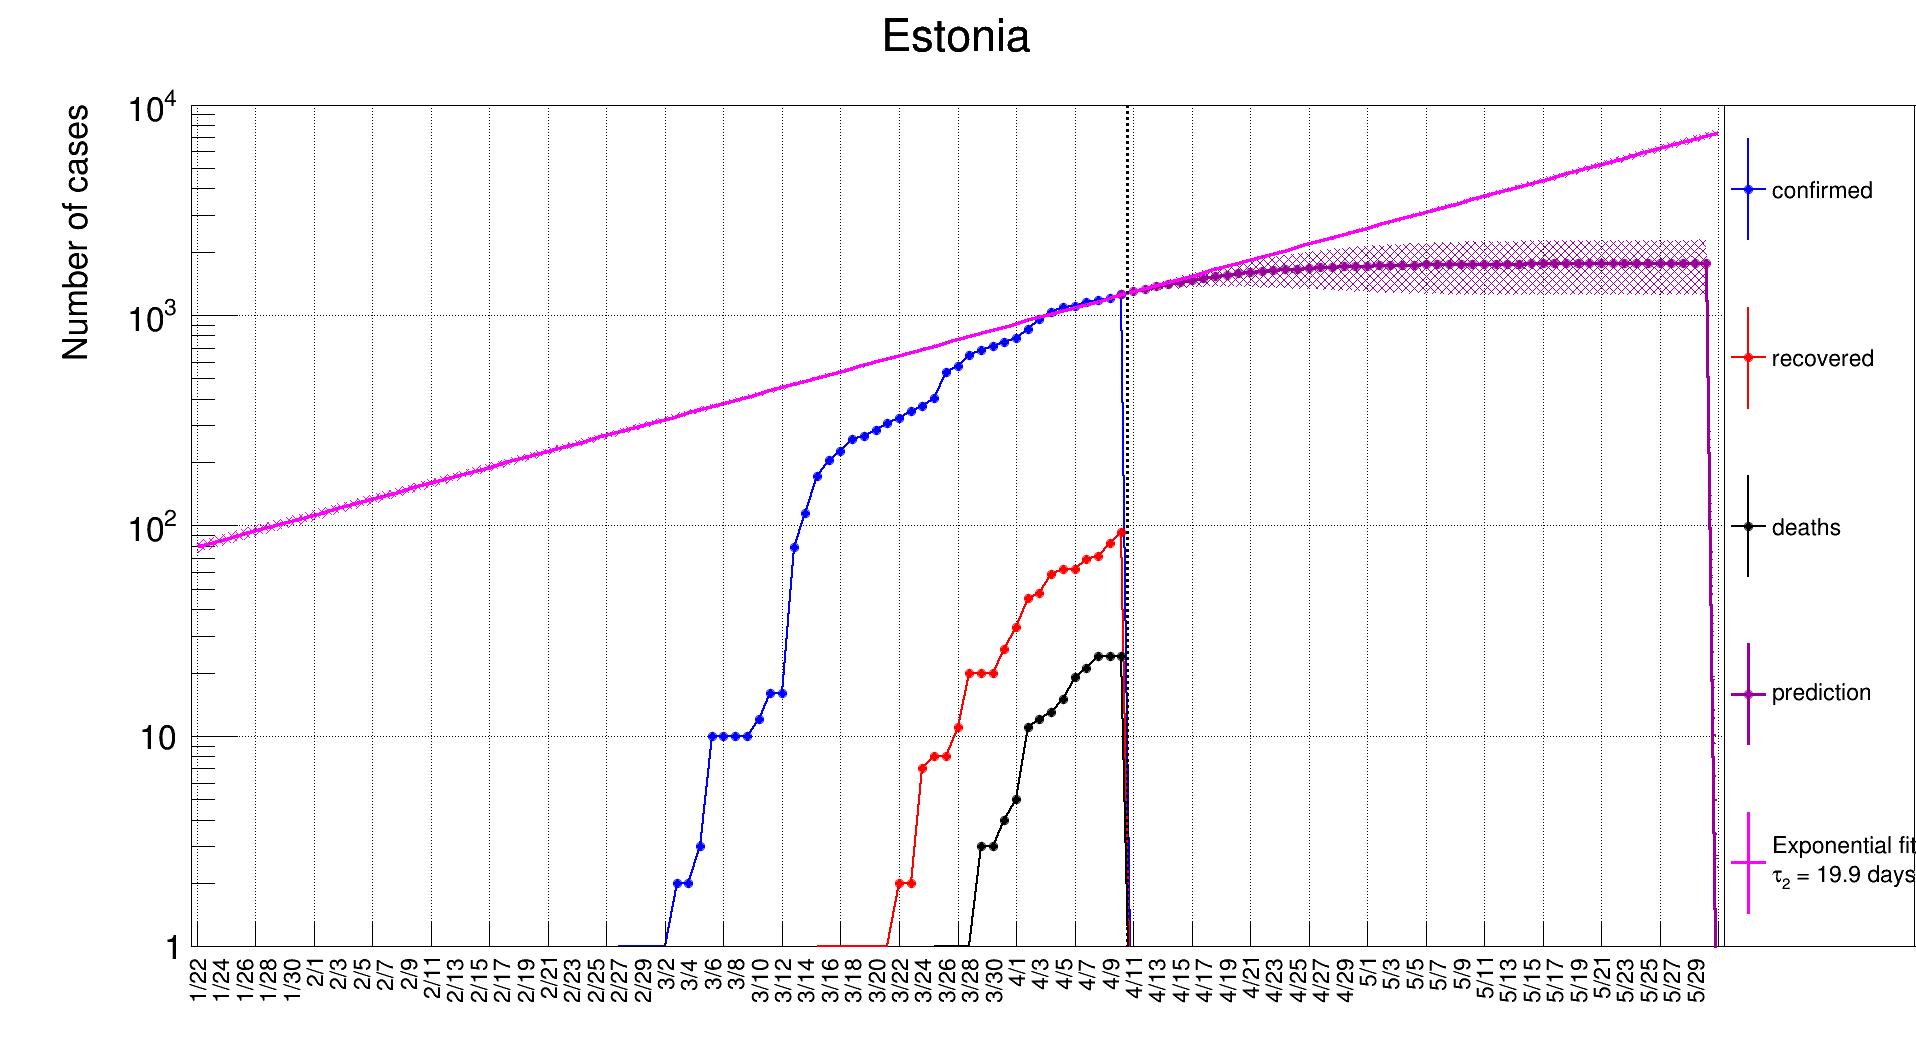 Estonia
Number of cases
10^4
10^3
10^2
10
1
1/22 1/24 1/26 1/28 1/30 2/1 2/3 2/5 2/7 2/9 2/11 2/13 2/15 2/17 2/19 2/21 2/23 2/25 2/27 2/29 3/2 3/4 3/6 3/8 3/10 3/12 3/14 3/16 3/18 3/20 3/22 3/24 3/26 3/28 3/30 4/1 4/3 4/5 4/7 4/9 4/11 4/13 4/15 4/17 4/19 4/21 4/23 4/25 4/27 4/29 5/1 5/3 5/5 5/7 5/9 5/11 5/13 5/15 5/17 5/19 5/21 5/23 5/25 5/27 5/29
confirmed
recovered
deaths
prediction
Exponential fit
τ₂ = 19.9 days